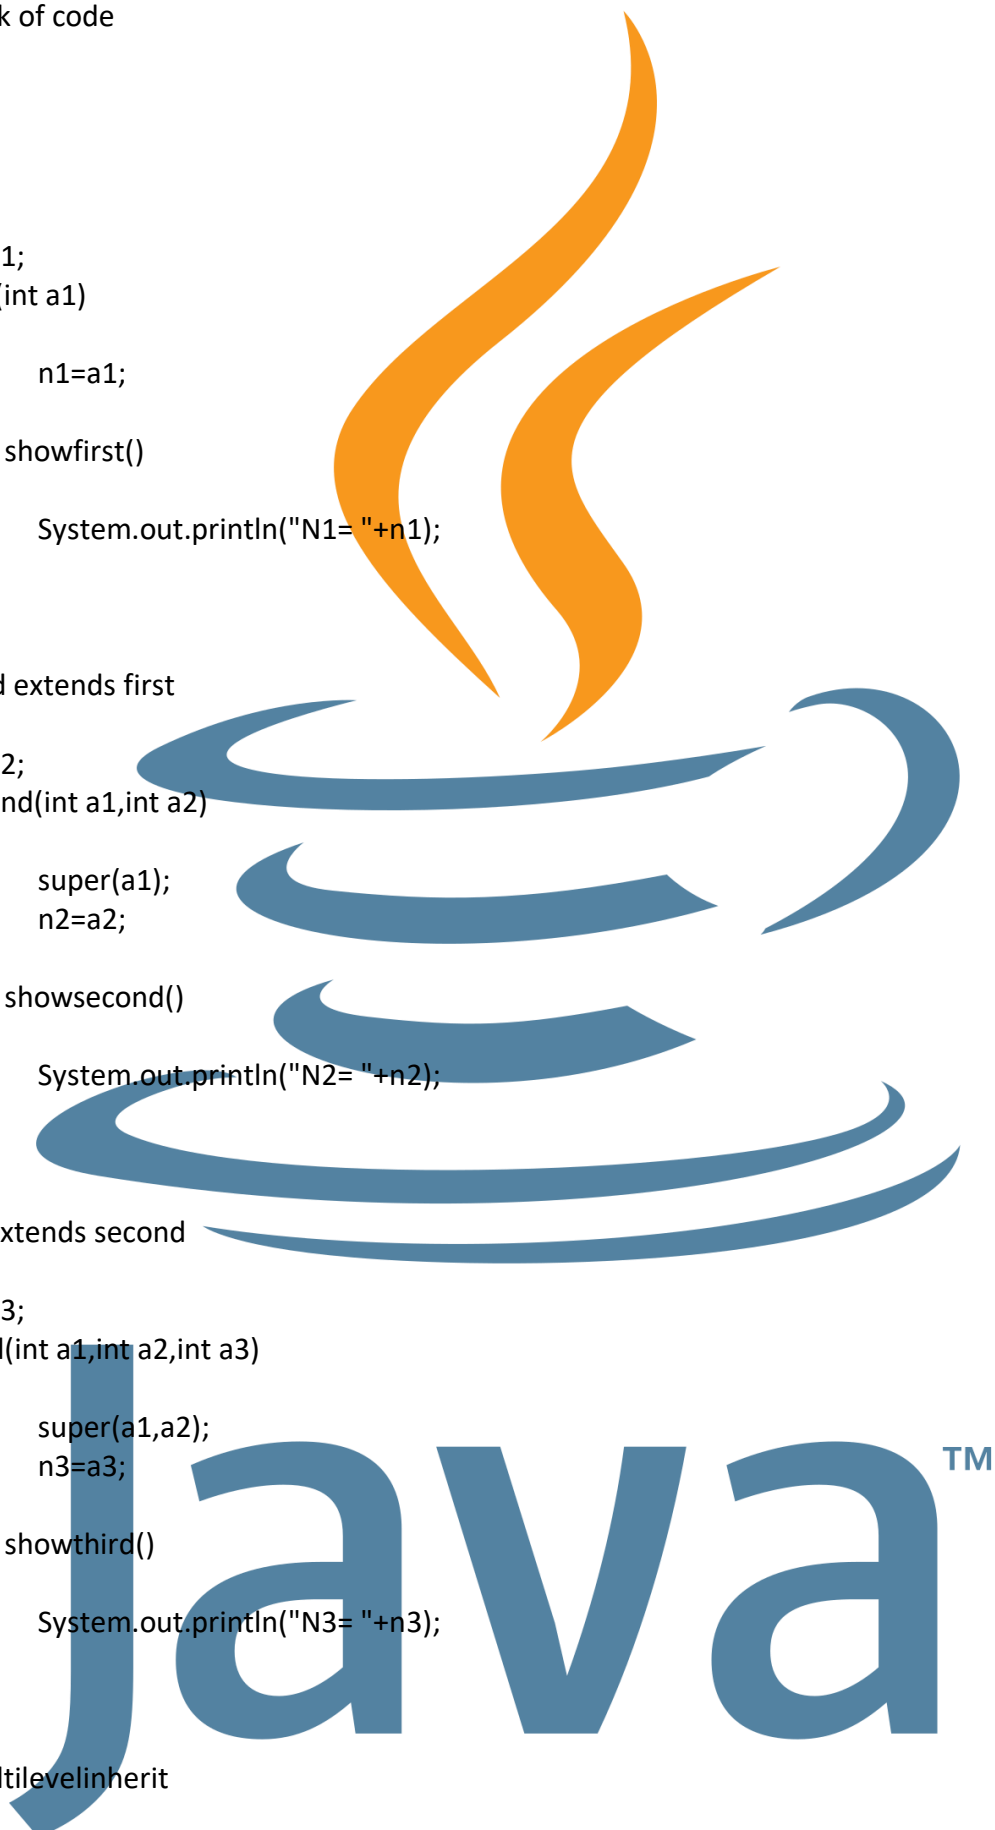 k of code
1;
(int a1)
n1=a1;
showfirst()
System.out.println("N1= "+n1);
d extends first
2;
nd(int a1,int a2)
super(a1);
n2=a2;
showsecond()
System.out.println("N2= "+n2);
xtends second
3;
d(int a1,int a2,int a3)
super(a1,a2);
n3=a3;
showthird()
System.out.println("N3= "+n3);
ltilevelinherit
Java
TM